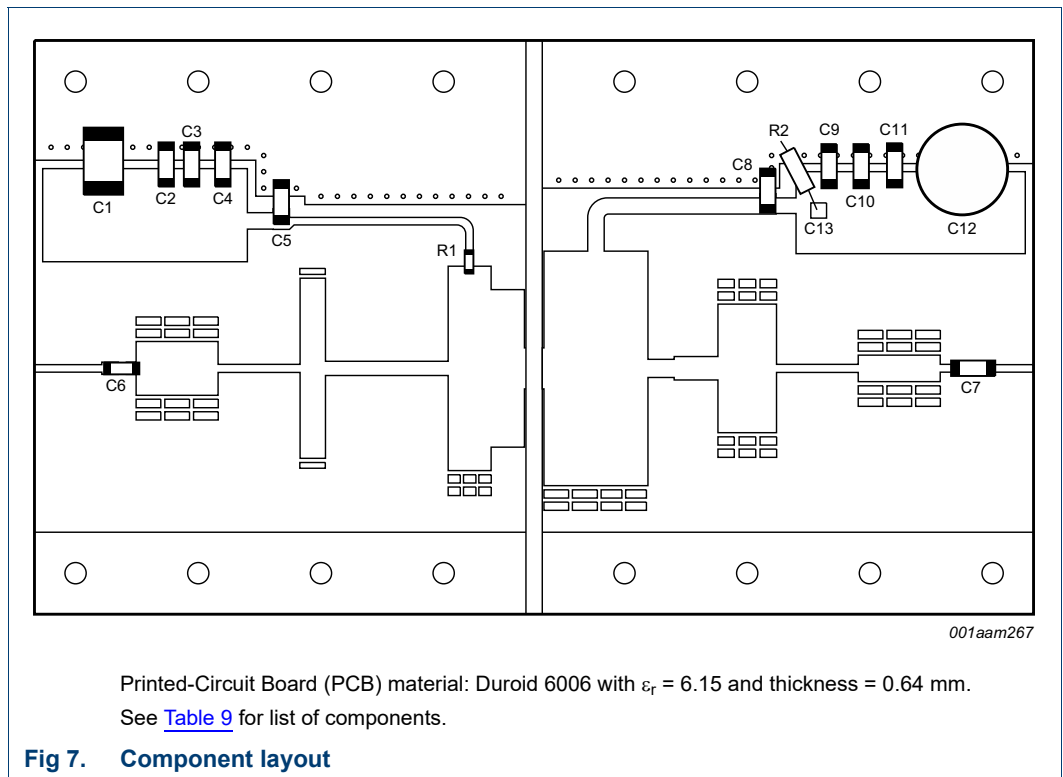 C3
R2
C9
C11
C8
C1
C2
C4
C10
C5
C13
C12
R1
C6
C7
001aam267
Printed-Circuit Board (PCB) material: Duroid 6006 with εr = 6.15 and thickness = 0.64 mm.
See Table 9 for list of components.
Fig 7. Component layout